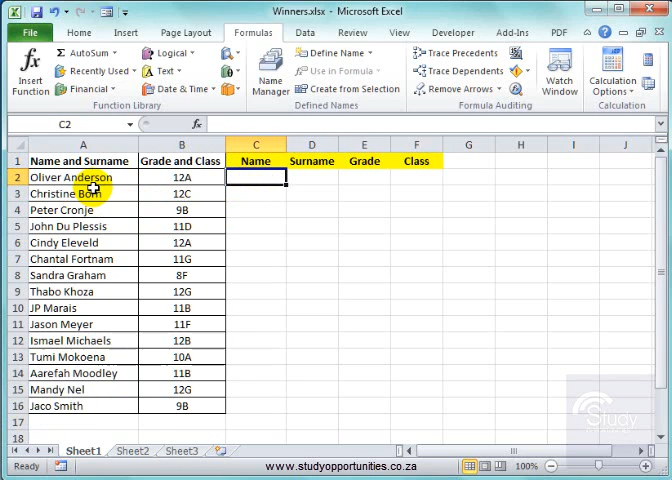 Winners.xlsx - Microsoft Excel
File Home Insert Page Layout Formulas Data Review View Developer Add-Ins PDF
fx Insert Function
Σ AutoSum
Recently Used
Financial
Logical
Text
Date & Time
Function Library
Name Manager
Define Name
Use in Formula
Create from Selection
Defined Names
Trace Precedents
Trace Dependents
Remove Arrows
Formula Auditing
Watch Window
Calculation Options
Calculation
C2 fx
A B C D E F G H I J
1 Name and Surname Grade and Class Name Surname Grade Class
2 Oliver Anderson 12A
3 Christine Born 12C
4 Peter Cronje 9B
5 John Du Plessis 11D
6 Cindy Eleveld 12A
7 Chantal Fortnam 11G
8 Sandra Graham 8F
9 Thabo Khoza 12G
10 JP Marais 11B
11 Jason Meyer 11F
12 Ismael Michaels 12B
13 Tumi Mokoena 10A
14 Aarefah Moodley 11B
15 Mandy Nel 12G
16 Jaco Smith 9B
17
18
Study
Sheet1 Sheet2 Sheet3
Ready www.studyopportunities.co.za 100%